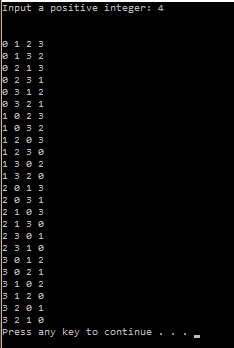 Input a positive integer: 4
0 1 2 3
0 1 3 2
0 2 1 3
0 2 3 1
0 3 1 2
0 3 2 1
1 0 2 3
1 0 3 2
1 2 0 3
1 2 3 0
1 3 0 2
1 3 2 0
2 0 1 3
2 0 3 1
2 1 0 3
2 1 3 0
2 3 0 1
2 3 1 0
3 0 1 2
3 0 2 1
3 1 0 2
3 1 2 0
3 2 0 1
3 2 1 0
Press any key to continue . . .